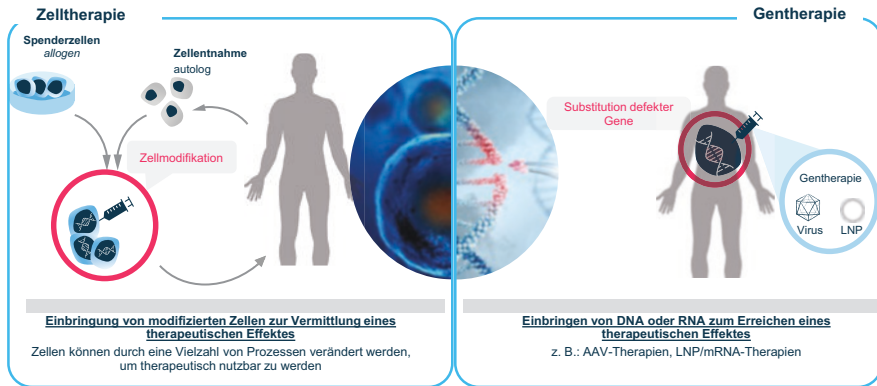 Zelltherapie
Spenderzellen
allogen
Zellentnahme
autolog
Zellmodifikation
Einbringung von modifizierten Zellen zur Vermittlung eines
therapeutischen Effektes
Zellen können durch eine Vielzahl von Prozessen verändert werden,
um therapeutisch nutzbar zu werden
Gentherapie
Substitution defekter
Gene
Gentherapie
Virus
LNP
Einbringen von DNA oder RNA zum Erreichen eines
therapeutischen Effektes
z. B.: AAV-Therapien, LNP/mRNA-Therapien